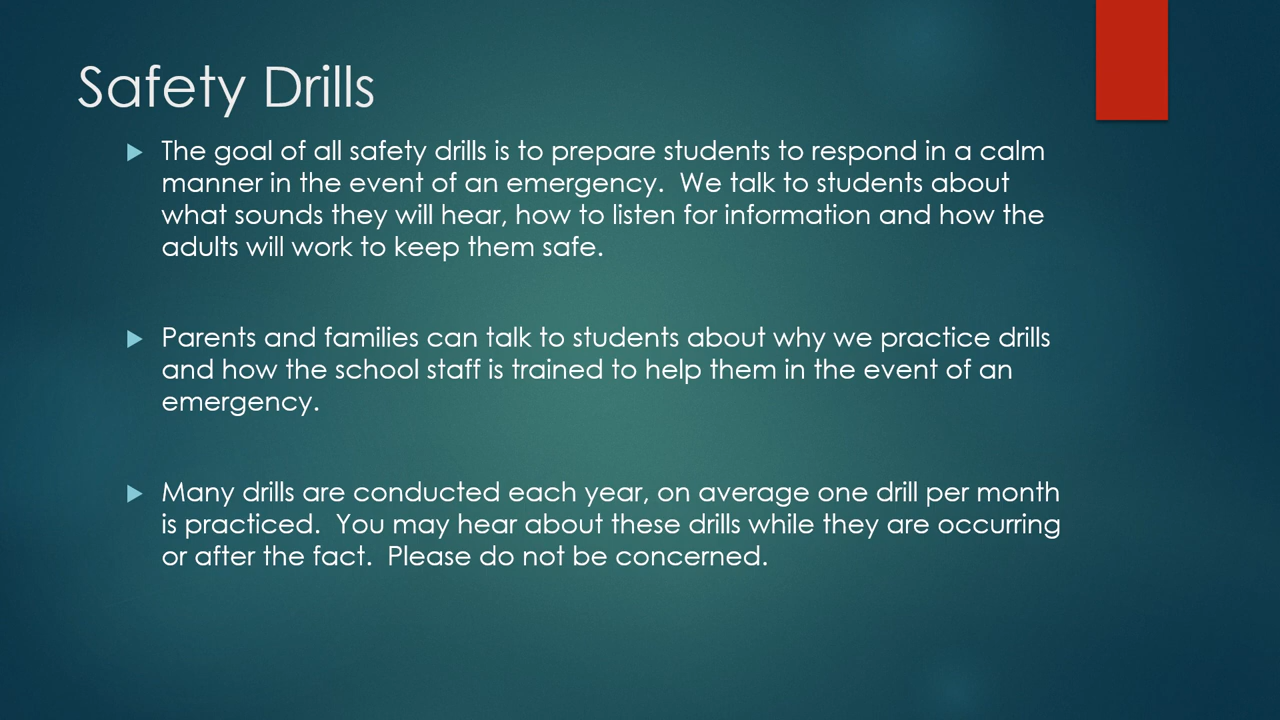 Safety Drills
The goal of all safety drills is to prepare students to respond in a calm
manner in the event of an emergency.  We talk to students about
what sounds they will hear, how to listen for information and how the
adults will work to keep them safe.
Parents and families can talk to students about why we practice drills
and how the school staff is trained to help them in the event of an
emergency.
Many drills are conducted each year, on average one drill per month
is practiced.  You may hear about these drills while they are occurring
or after the fact.  Please do not be concerned.